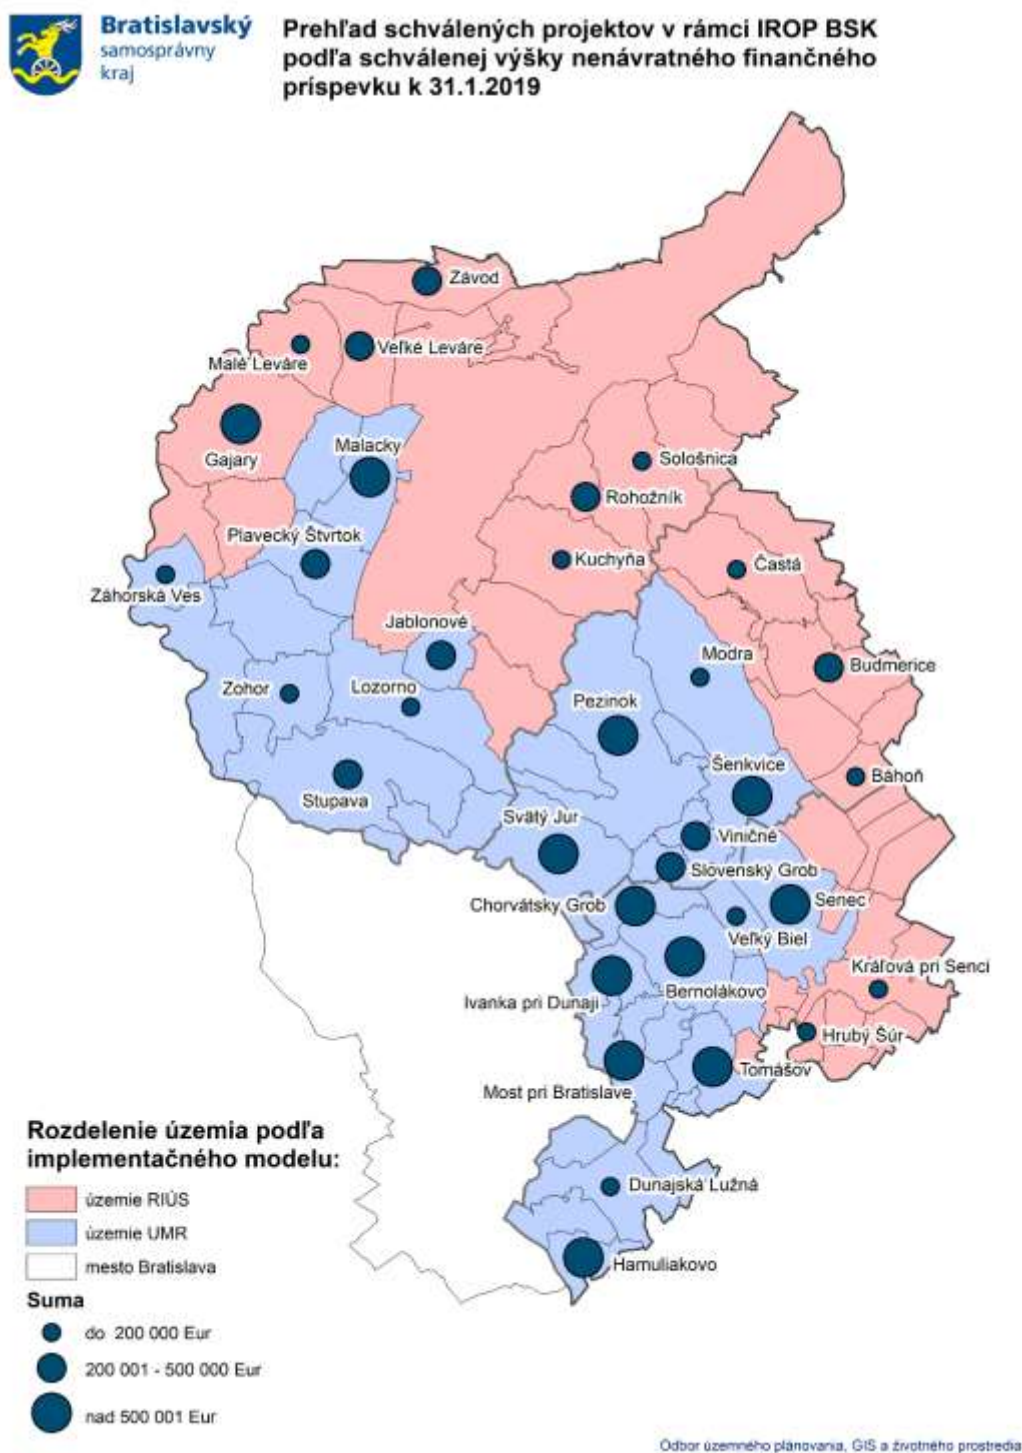 Bratislavský
samosprávny
kraj
Prehľad schválených projektov v rámci IROP BSK
podľa schválenej výšky nenávratného finančného
príspevku k 31.1.2019
Závod
Veľké Leváre
Malé Leváre
Malacky
Gajary
Sološnica
Rohožník
Plavecký Štvrtok
Kuchyňa
Častá
Záhorská Ves
Jablonové
Modra
Budmerice
Zohor
Lozorno
Pezinok
Šenkvice
Báhoň
Stupava
Svätý Jur
Viničné
Slovenský Grob
Chorvátsky Grob
Senec
Veľký Biel
Kráľová pri Senci
Ivanka pri Dunaji
Bernolákovo
Hrubý Šúr
Tomášov
Most pri Bratislave
Dunajská Lužná
Hamuliakovo
Rozdelenie územia podľa
implementačného modelu:
územie RIÚS
územie UMR
mesto Bratislava
Suma
do 200 000 Eur
200 001 - 500 000 Eur
nad 500 001 Eur
Odbor územného plánovania, GIS a životného prostredia